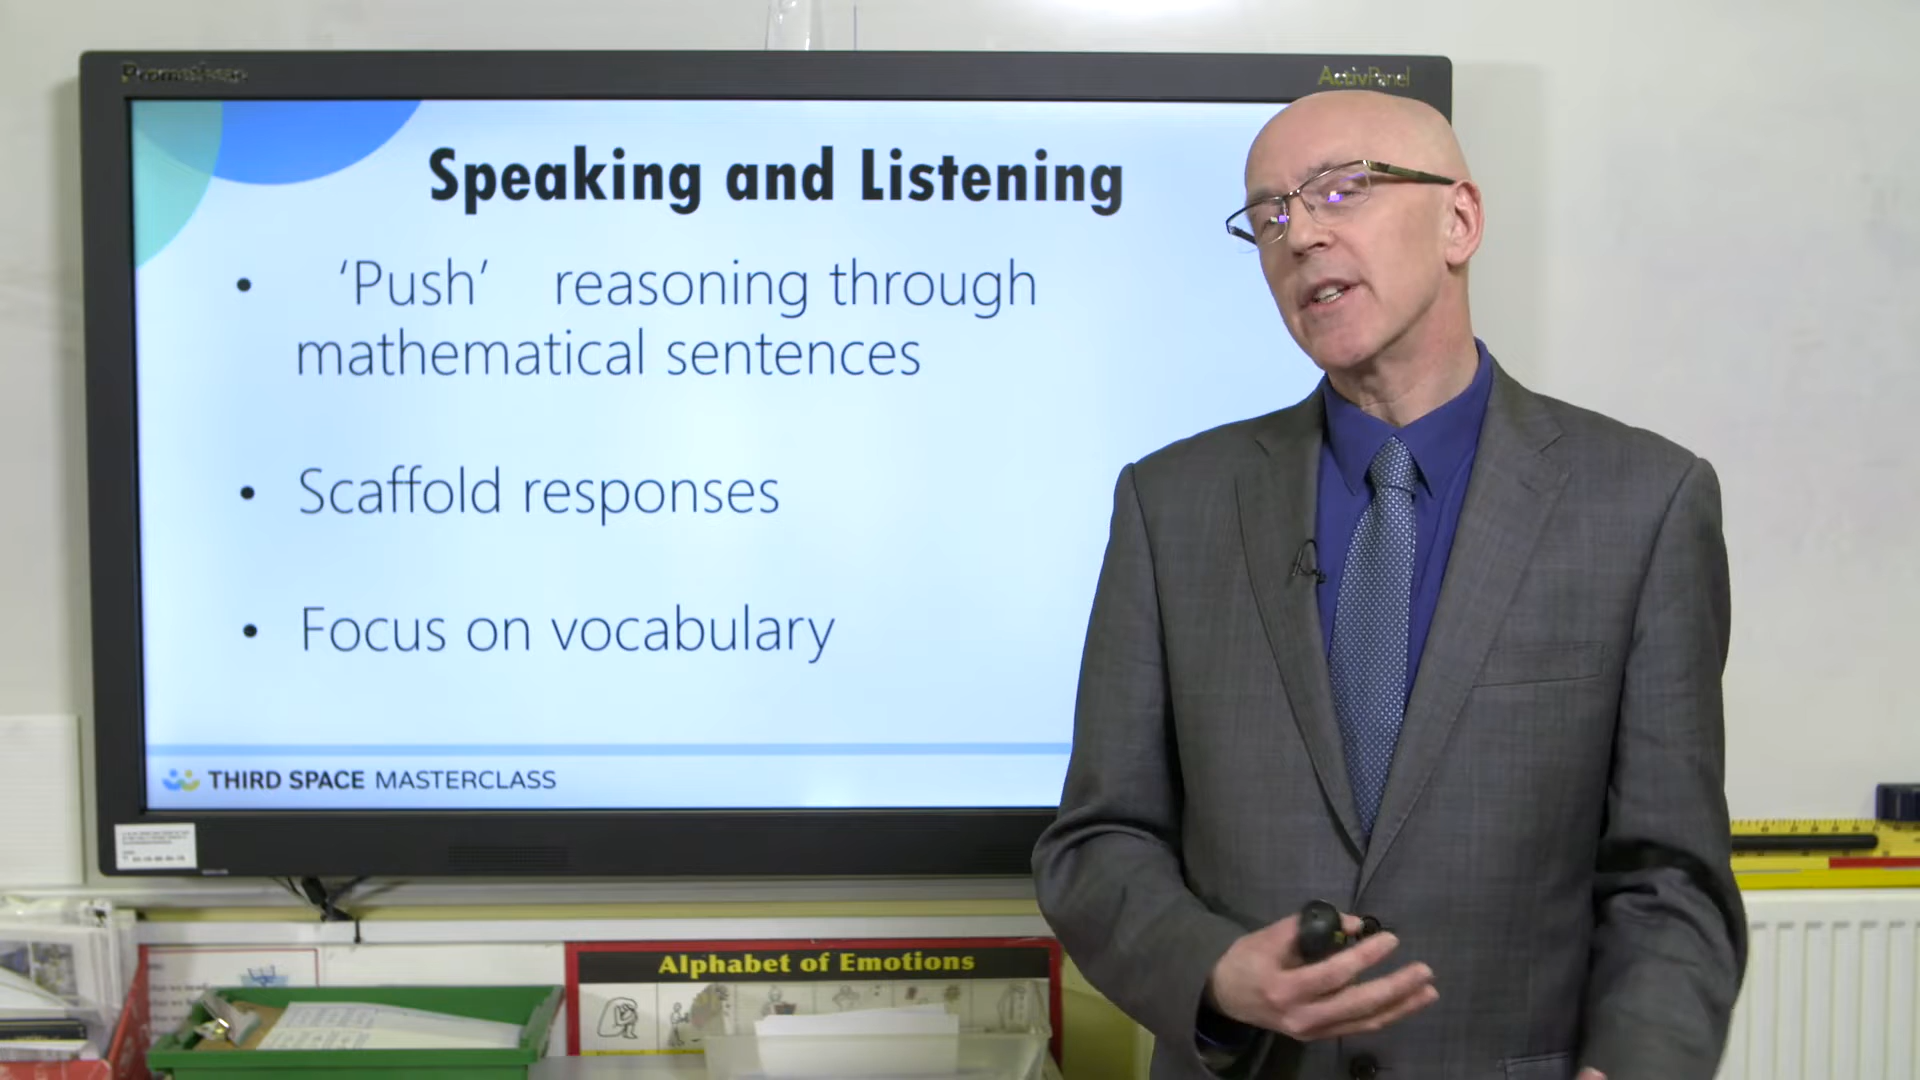 Promethean
ActivPanel
Speaking and Listening
• ‘Push’ reasoning through
mathematical sentences
• Scaffold responses
• Focus on vocabulary
THIRD SPACE MASTERCLASS
Alphabet of Emotions